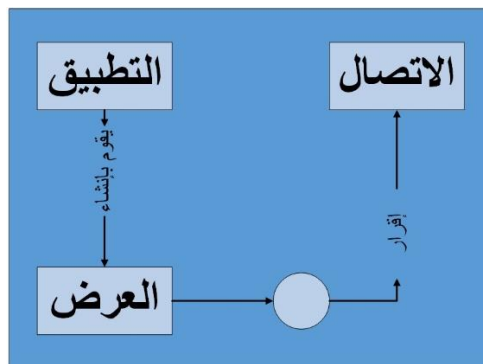 الاتصال
التطبيق
يقوم بإنشاء
إقرار
العرض